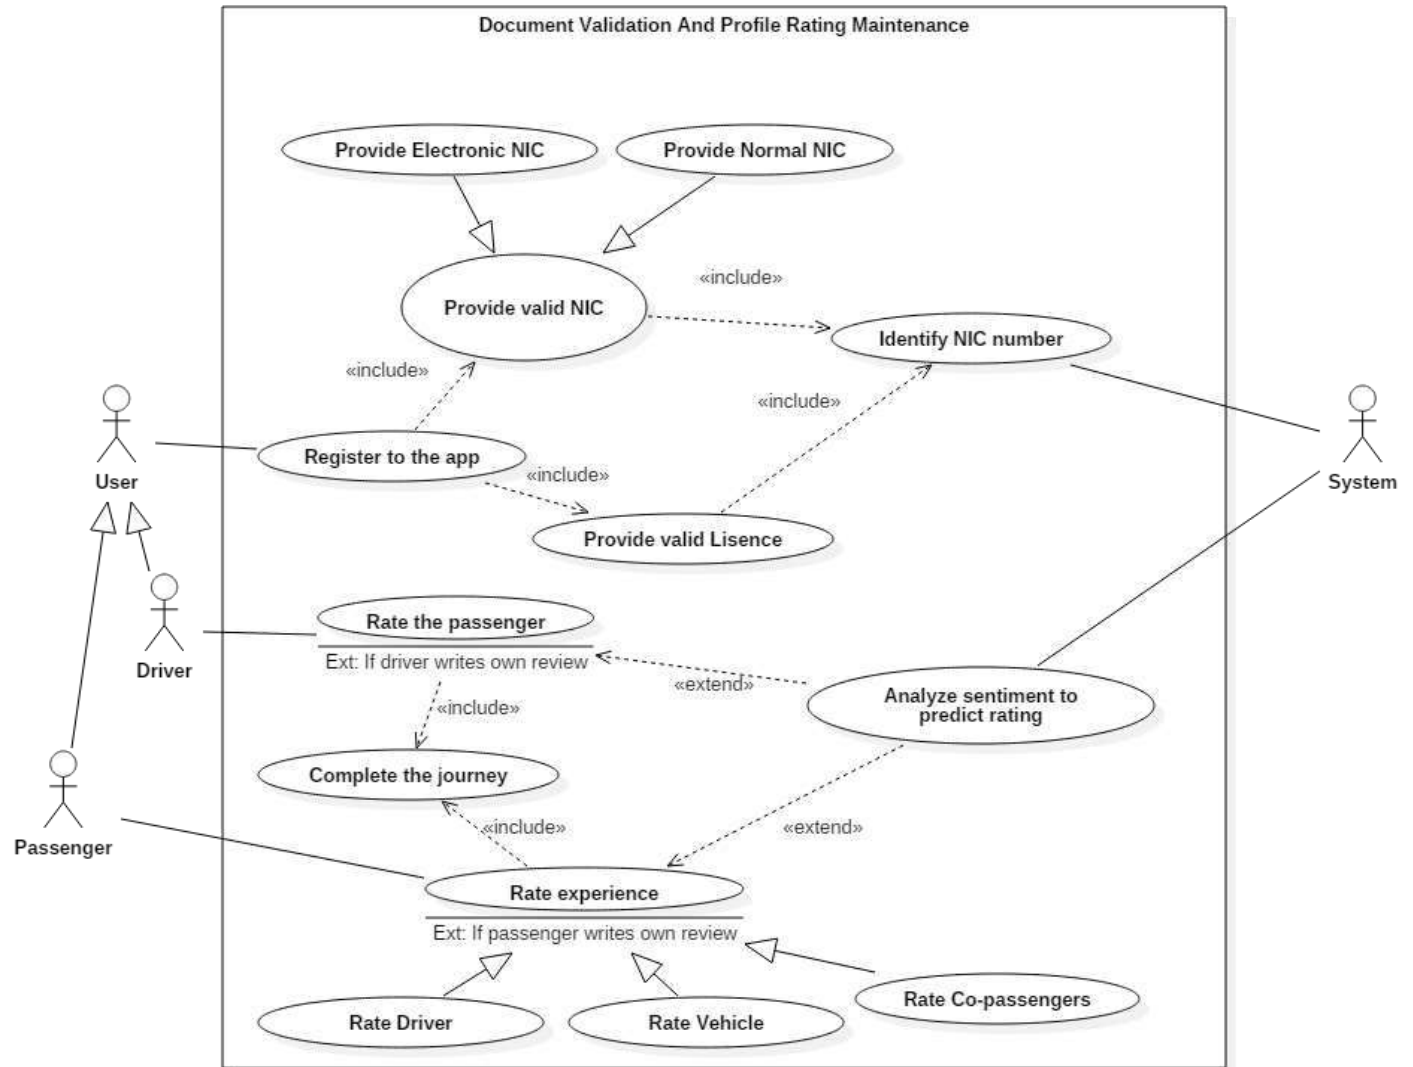 Document Validation And Profile Rating Maintenance
Provide Electronic NIC
Provide Normal NIC
«include»
Provide valid NIC
Identify NIC number
«include»
«include»
User
Register to the app
«include»
System
Provide valid Lisence
Rate the passenger
Ext: If driver writes own review
Driver
«extend»
«include»
Analyze sentiment to
predict rating
Complete the journey
«include»
«extend»
Passenger
Rate experience
Ext: If passenger writes own review
Rate Co-passengers
Rate Driver
Rate Vehicle